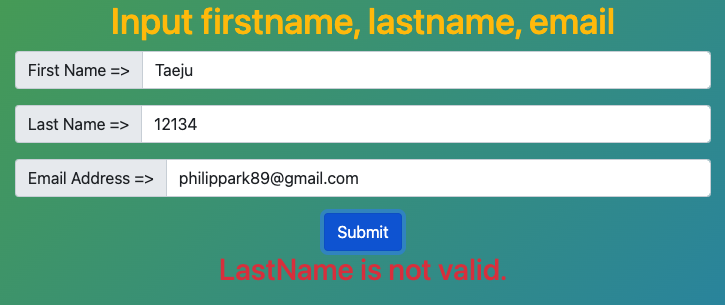 Input firstname, lastname, email
First Name => Taeju
Last Name => 12134
Email Address => philippark89@gmail.com
Submit
LastName is not valid.